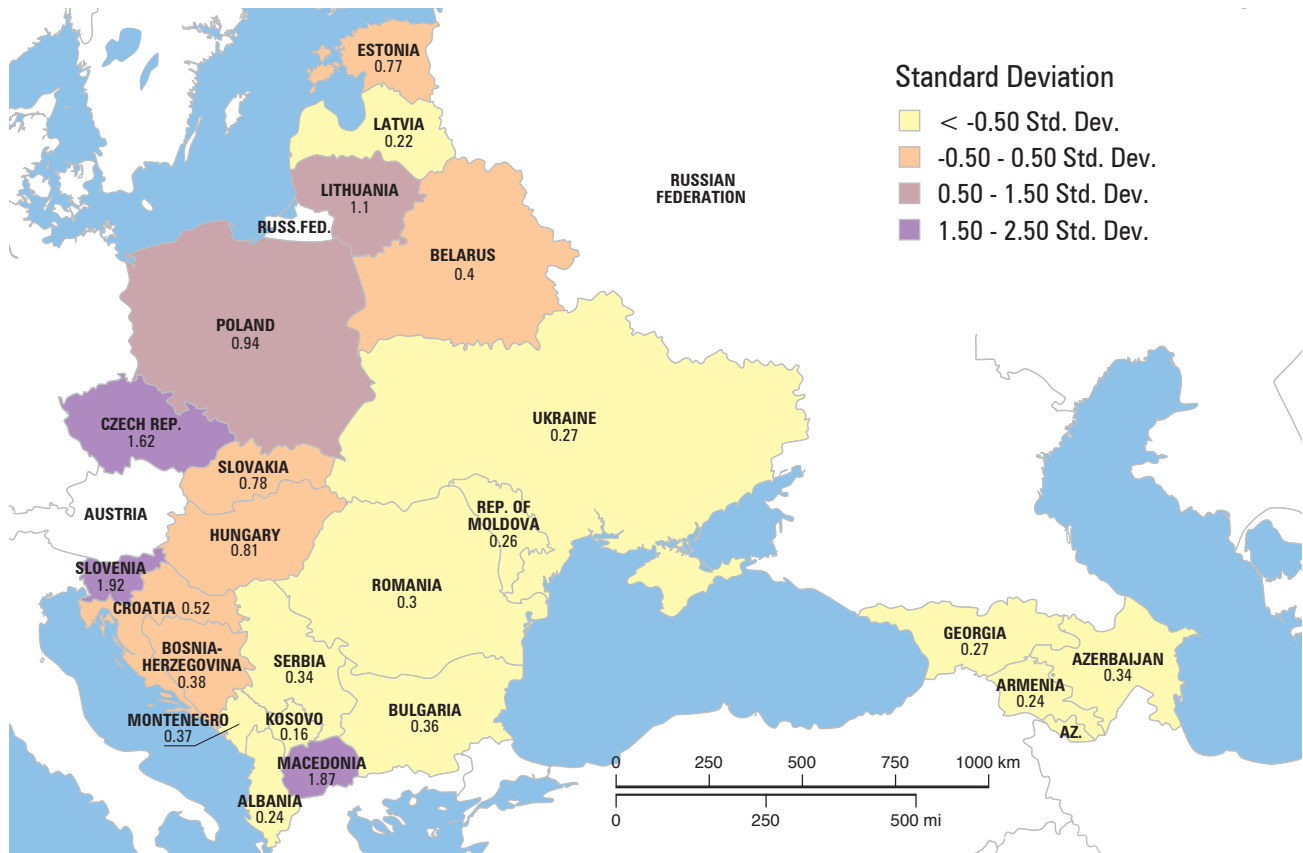 ESTONIA
0.77
Standard Deviation
< -0.50 Std. Dev.
-0.50 - 0.50 Std. Dev.
0.50 - 1.50 Std. Dev.
1.50 - 2.50 Std. Dev.
LATVIA
0.22
LITHUANIA
1.1
RUSSIAN
FEDERATION
RUSS.FED.
BELARUS
0.4
POLAND
0.94
CZECH REP.
1.62
UKRAINE
0.27
SLOVAKIA
0.78
AUSTRIA
REP. OF
MOLDOVA
0.26
HUNGARY
0.81
SLOVENIA
1.92
ROMANIA
0.3
CROATIA 0.52
BOSNIA-
HERZEGOVINA
0.38
SERBIA
0.34
GEORGIA
0.27
AZERBAIJAN
0.34
ARMENIA
0.24
AZ.
MONTENEGRO
0.37
KOSOVO
0.16
BULGARIA
0.36
MACEDONIA
1.87
ALBANIA
0.24
0 250 500 750 1000 km
0 250 500 mi